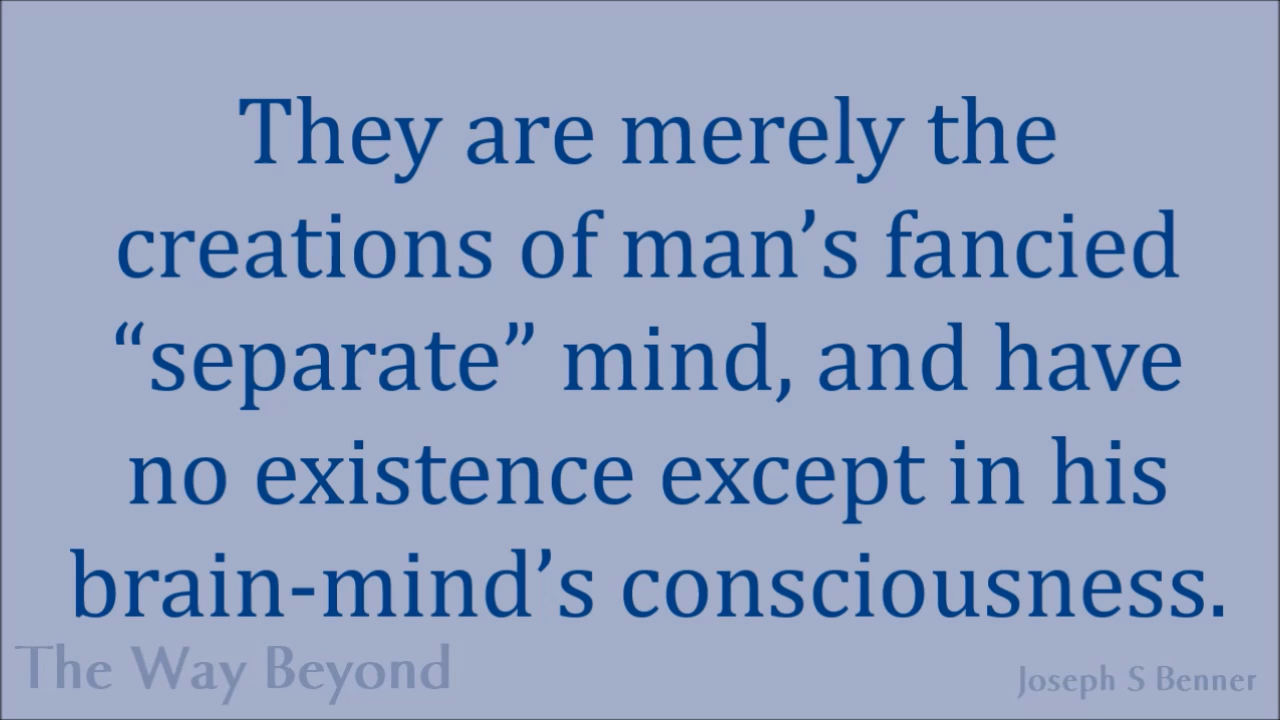 They are merely the
creations of man’s fancied
“separate” mind, and have
no existence except in his
brain-mind’s consciousness.
The Way Beyond
Joseph S Benner